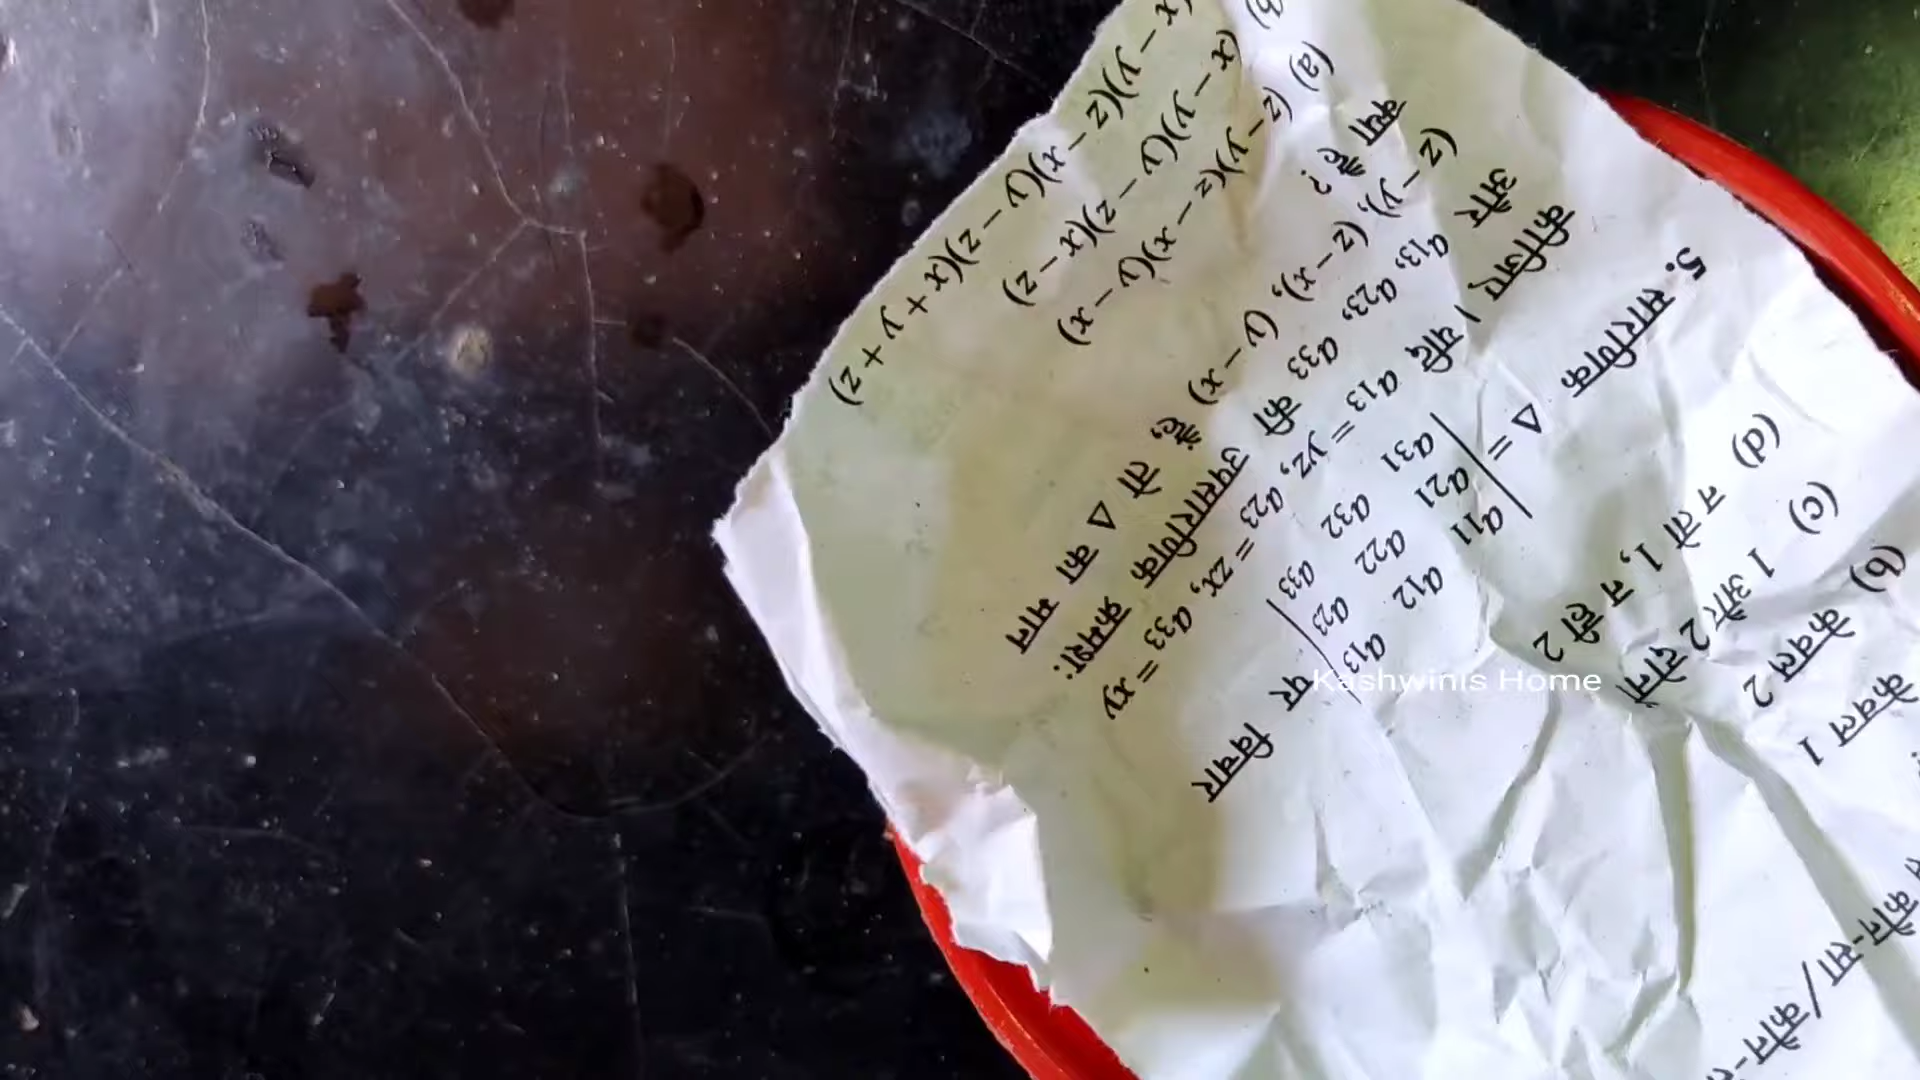 कौन-सा/कौन-
केवल 1
(b) केवल 2
(c) 1 और 2 दोनों
(d) न तो 1, न ही 2
5. सारणिक Δ = | a11 a12 a13 | पर विचार
a21 a22 a23
a31 a32 a33
कीजिए। यदि a13 = yz, a23 = zx, a33 = xy
और a13, a23, a33 की उपसारणिक क्रमशः
(z – y), (z – x), (y – x) हैं, तो Δ का मान
क्या है?
(a) (z – y)(z – x)(y – x)
(b) (x – y)(y – z)(x – z)
x – y)(z – x)(y – z)(x + y + z)
Kashwinis Home